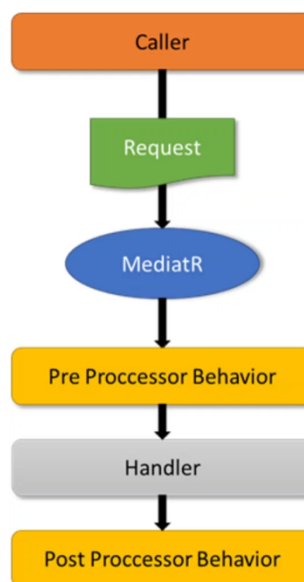 Caller
Request
MediatR
Pre Proccessor Behavior
Handler
Post Proccessor Behavior